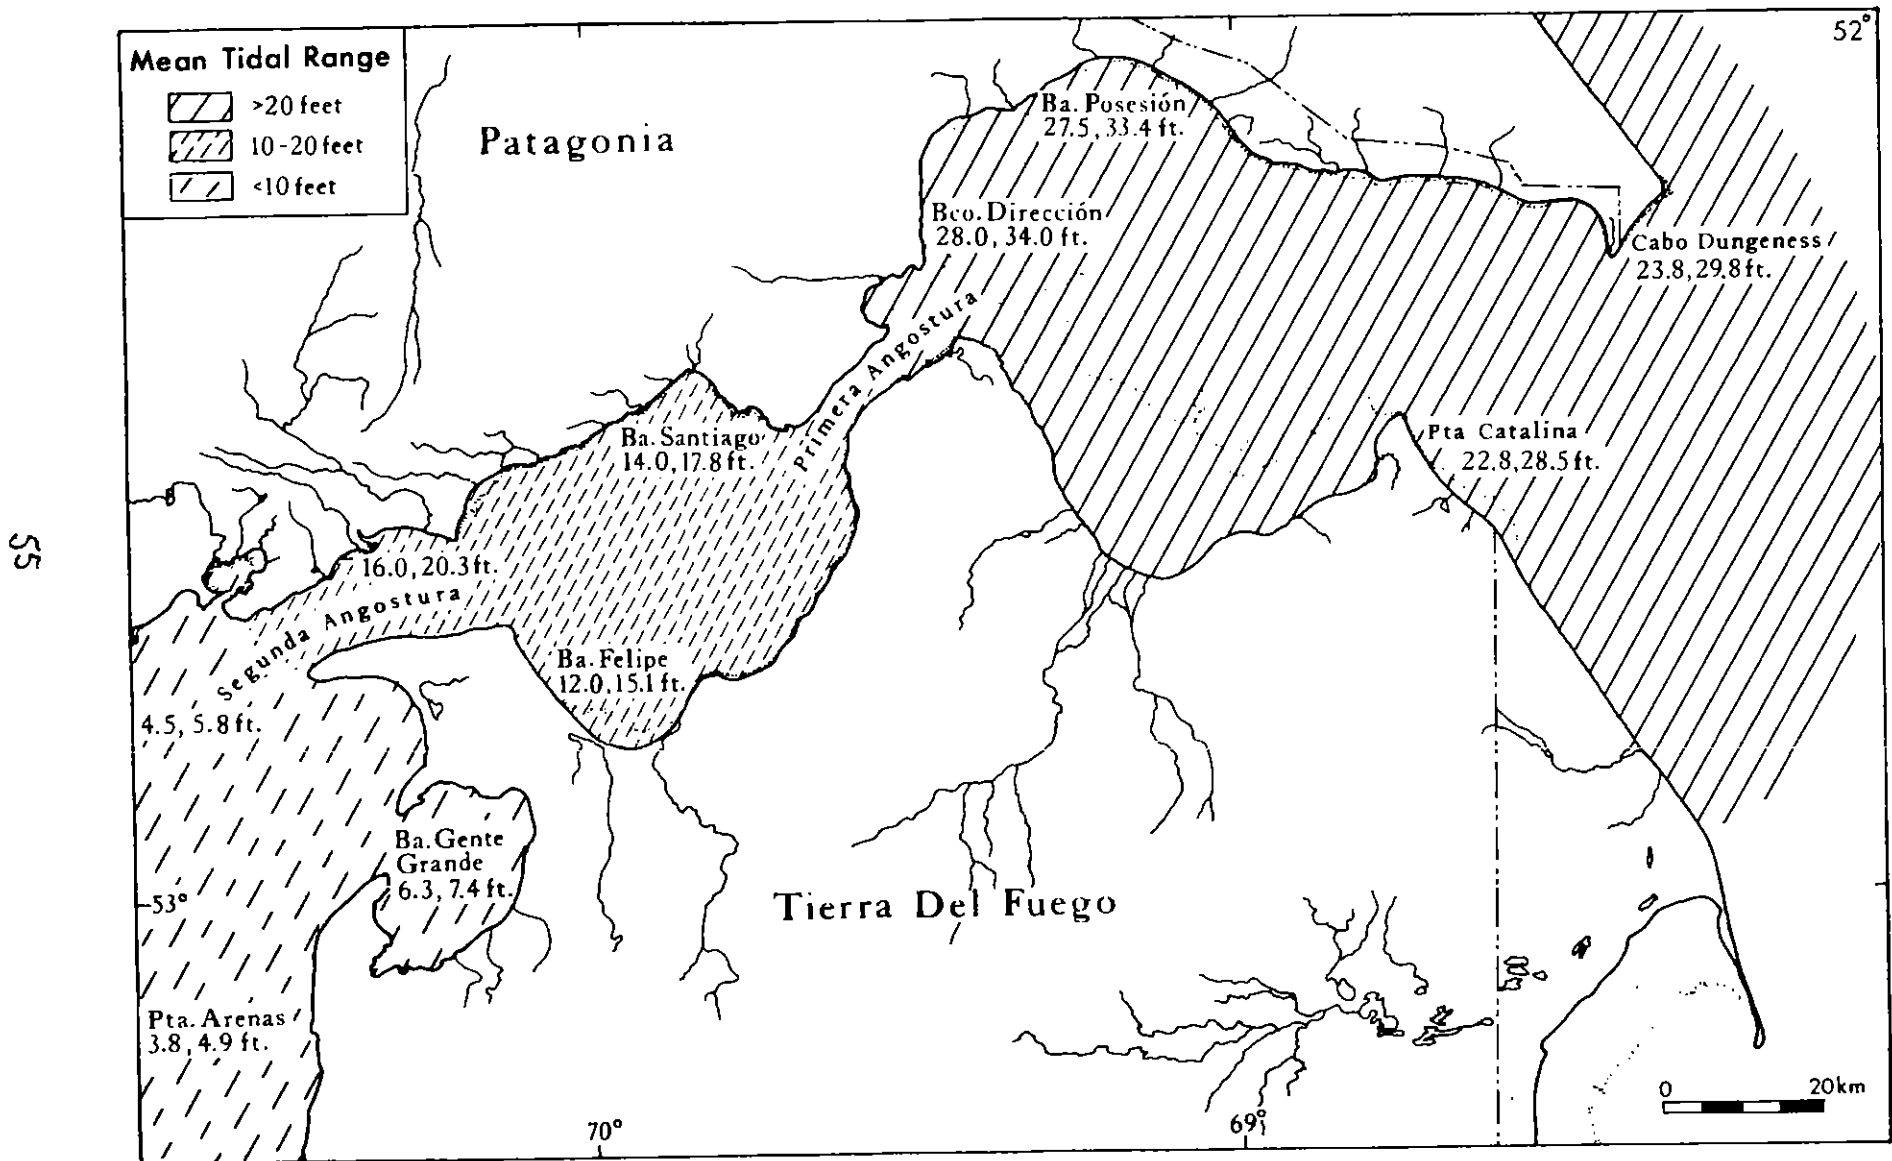 Mean Tidal Range
>20 feet
10-20 feet
<10 feet
52°
Patagonia
Ba. Posesión
27.5, 33.4 ft.
Bco. Dirección
28.0, 34.0 ft.
Cabo Dungeness
23.8, 29.8 ft.
Primera Angostura
Pta Catalina
22.8, 28.5 ft.
Ba. Santiago
14.0, 17.8 ft.
55
16.0, 20.3 ft.
Segunda Angostura
Ba. Felipe
12.0, 15.1 ft.
4.5, 5.8 ft.
Ba. Gente
Grande
6.3, 7.4 ft.
53°
Tierra Del Fuego
Pta. Arenas
3.8, 4.9 ft.
0 20km
70°
69°